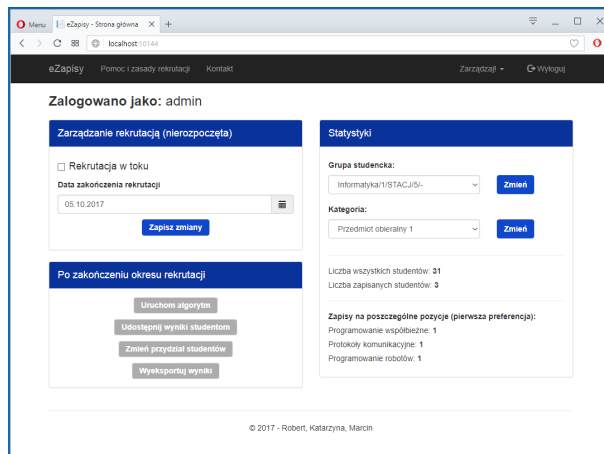 Menu eZapisy - Strona główna
localhost:10144
eZapisy Pomoc i zasady rekrutacji Kontakt Zarządzaj! Wyloguj
Zalogowano jako: admin
Zarządzanie rekrutacją (nierozpoczęta)
Rekrutacja w toku
Data zakończenia rekrutacji
05.10.2017
Zapisz zmiany
Po zakończeniu okresu rekrutacji
Uruchom algorytm
Udostępnij wyniki studentom
Zmień przydział studentów
Wyeksportuj wyniki
Statystyki
Grupa studencka:
Informatyka/1/STACJ/5/- Zmień
Kategoria:
Przedmiot obieralny 1 Zmień
Liczba wszystkich studentów: 31
Liczba zapisanych studentów: 3
Zapisy na poszczególne pozycje (pierwsza preferencja):
Programowanie współbieżne: 1
Protokoły komunikacyjne: 1
Programowanie robotów: 1
© 2017 - Robert, Katarzyna, Marcin